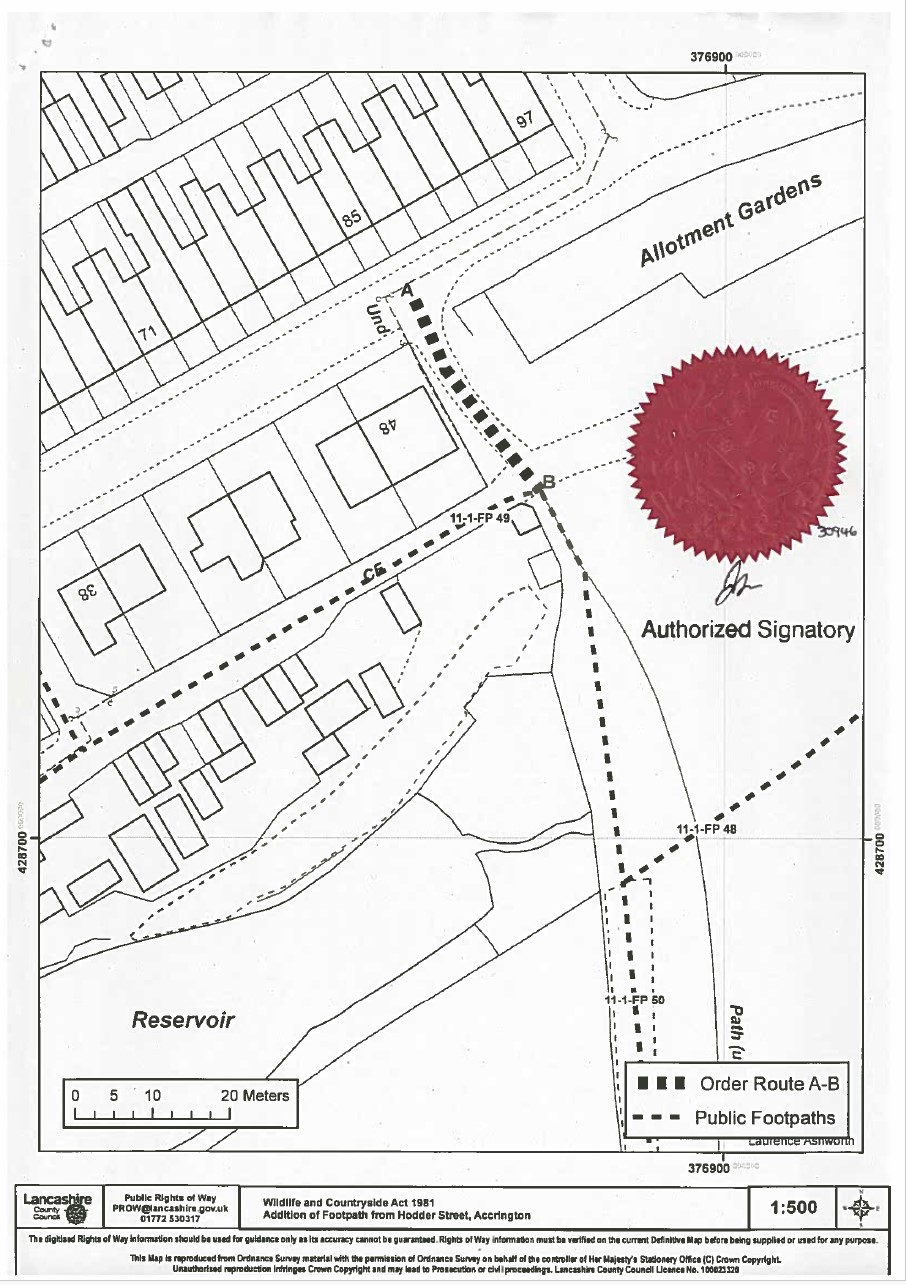 376900
97
Allotment Gardens
85
A
Und
71
48
B
11-1-FP 49
30946
CF
38
Authorized Signatory
11-1-FP 48
428700
428700
11-1-FP 50
Reservoir
Path (u
0 5 10 20 Meters
Order Route A-B
Public Footpaths
Laurence Ashworth
376900
Lancashire
County
Council
Public Rights of Way
PROW@lancashire.gov.uk
01772 530317
Wildlife and Countryside Act 1981
Addition of Footpath from Hodder Street, Accrington
1:500
The digitised Rights of Way information should be used for guidance only as its accuracy cannot be guaranteed. Rights of Way information must be verified on the current Definitive Map before being supplied or used for any purpose.
This Map is reproduced from Ordnance Survey material with the permission of Ordnance Survey on behalf of the controller of Her Majesty's Stationery Office (C) Crown Copyright.
Unauthorised reproduction infringes Crown Copyright and may lead to Prosecution or civil proceedings. Lancashire County Council Licence No. 100023320